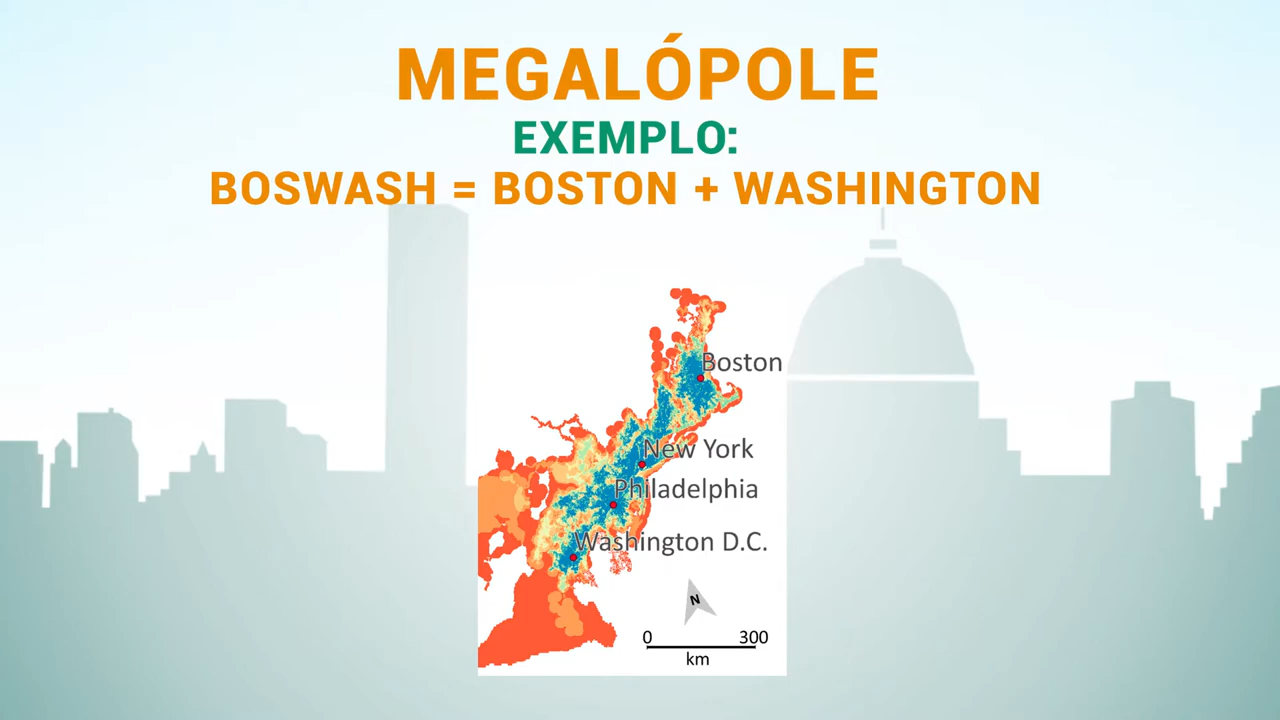 MEGALÓPOLE
EXEMPLO:
BOSWASH = BOSTON + WASHINGTON
Boston
New York
Philadelphia
Washington D.C.
N
0 300
km